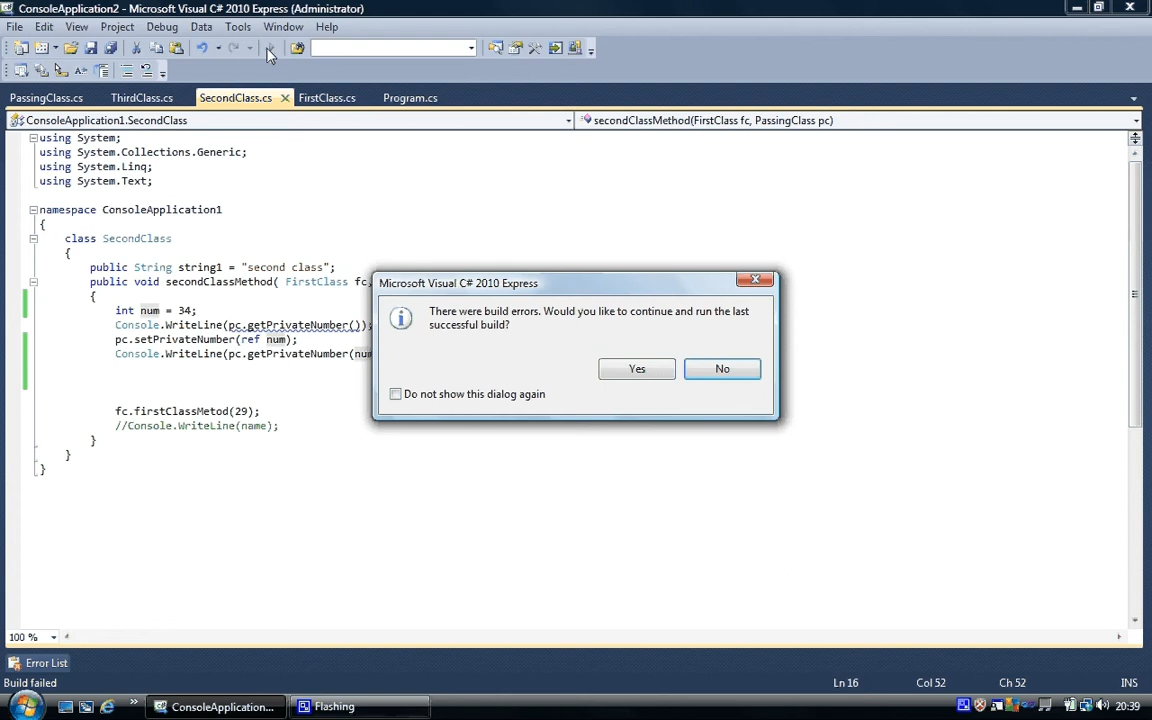 ConsoleApplication2 - Microsoft Visual C# 2010 Express (Administrator)
File Edit View Project Debug Data Tools Window Help
PassingClass.cs ThirdClass.cs SecondClass.cs FirstClass.cs Program.cs
ConsoleApplication1.SecondClass secondClassMethod(FirstClass fc, PassingClass pc)
using System;
using System.Collections.Generic;
using System.Linq;
using System.Text;
namespace ConsoleApplication1
{
class SecondClass
{
public String string1 = "second class";
public void secondClassMethod( FirstClass fc,
{
int num = 34;
Console.WriteLine(pc.getPrivateNumber());
pc.setPrivateNumber(ref num);
Console.WriteLine(pc.getPrivateNumber(num
fc.firstClassMetod(29);
//Console.WriteLine(name);
}
}
}
Microsoft Visual C# 2010 Express
There were build errors. Would you like to continue and run the last
successful build?
Yes No
Do not show this dialog again
100 %
Error List
Build failed Ln 16 Col 52 Ch 52 INS
ConsoleApplication... Flashing 20:39